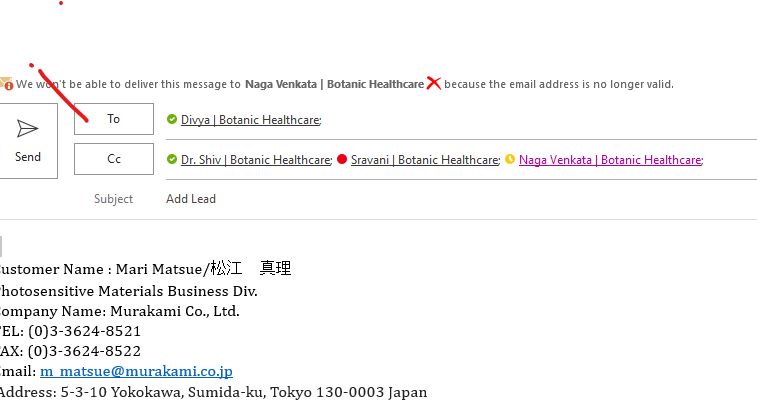 We won't be able to deliver this message to Naga Venkata | Botanic Healthcare because the email address is no longer valid.
To
Divya | Botanic Healthcare;
Send
Cc
Dr. Shiv | Botanic Healthcare; Sravani | Botanic Healthcare; Naga Venkata | Botanic Healthcare;
Subject
Add Lead
ustomer Name : Mari Matsue/松江 真理
hotosensitive Materials Business Div.
ompany Name: Murakami Co., Ltd.
TEL: (0)3-3624-8521
FAX: (0)3-3624-8522
Email: m_matsue@murakami.co.jp
Address: 5-3-10 Yokokawa, Sumida-ku, Tokyo 130-0003 Japan